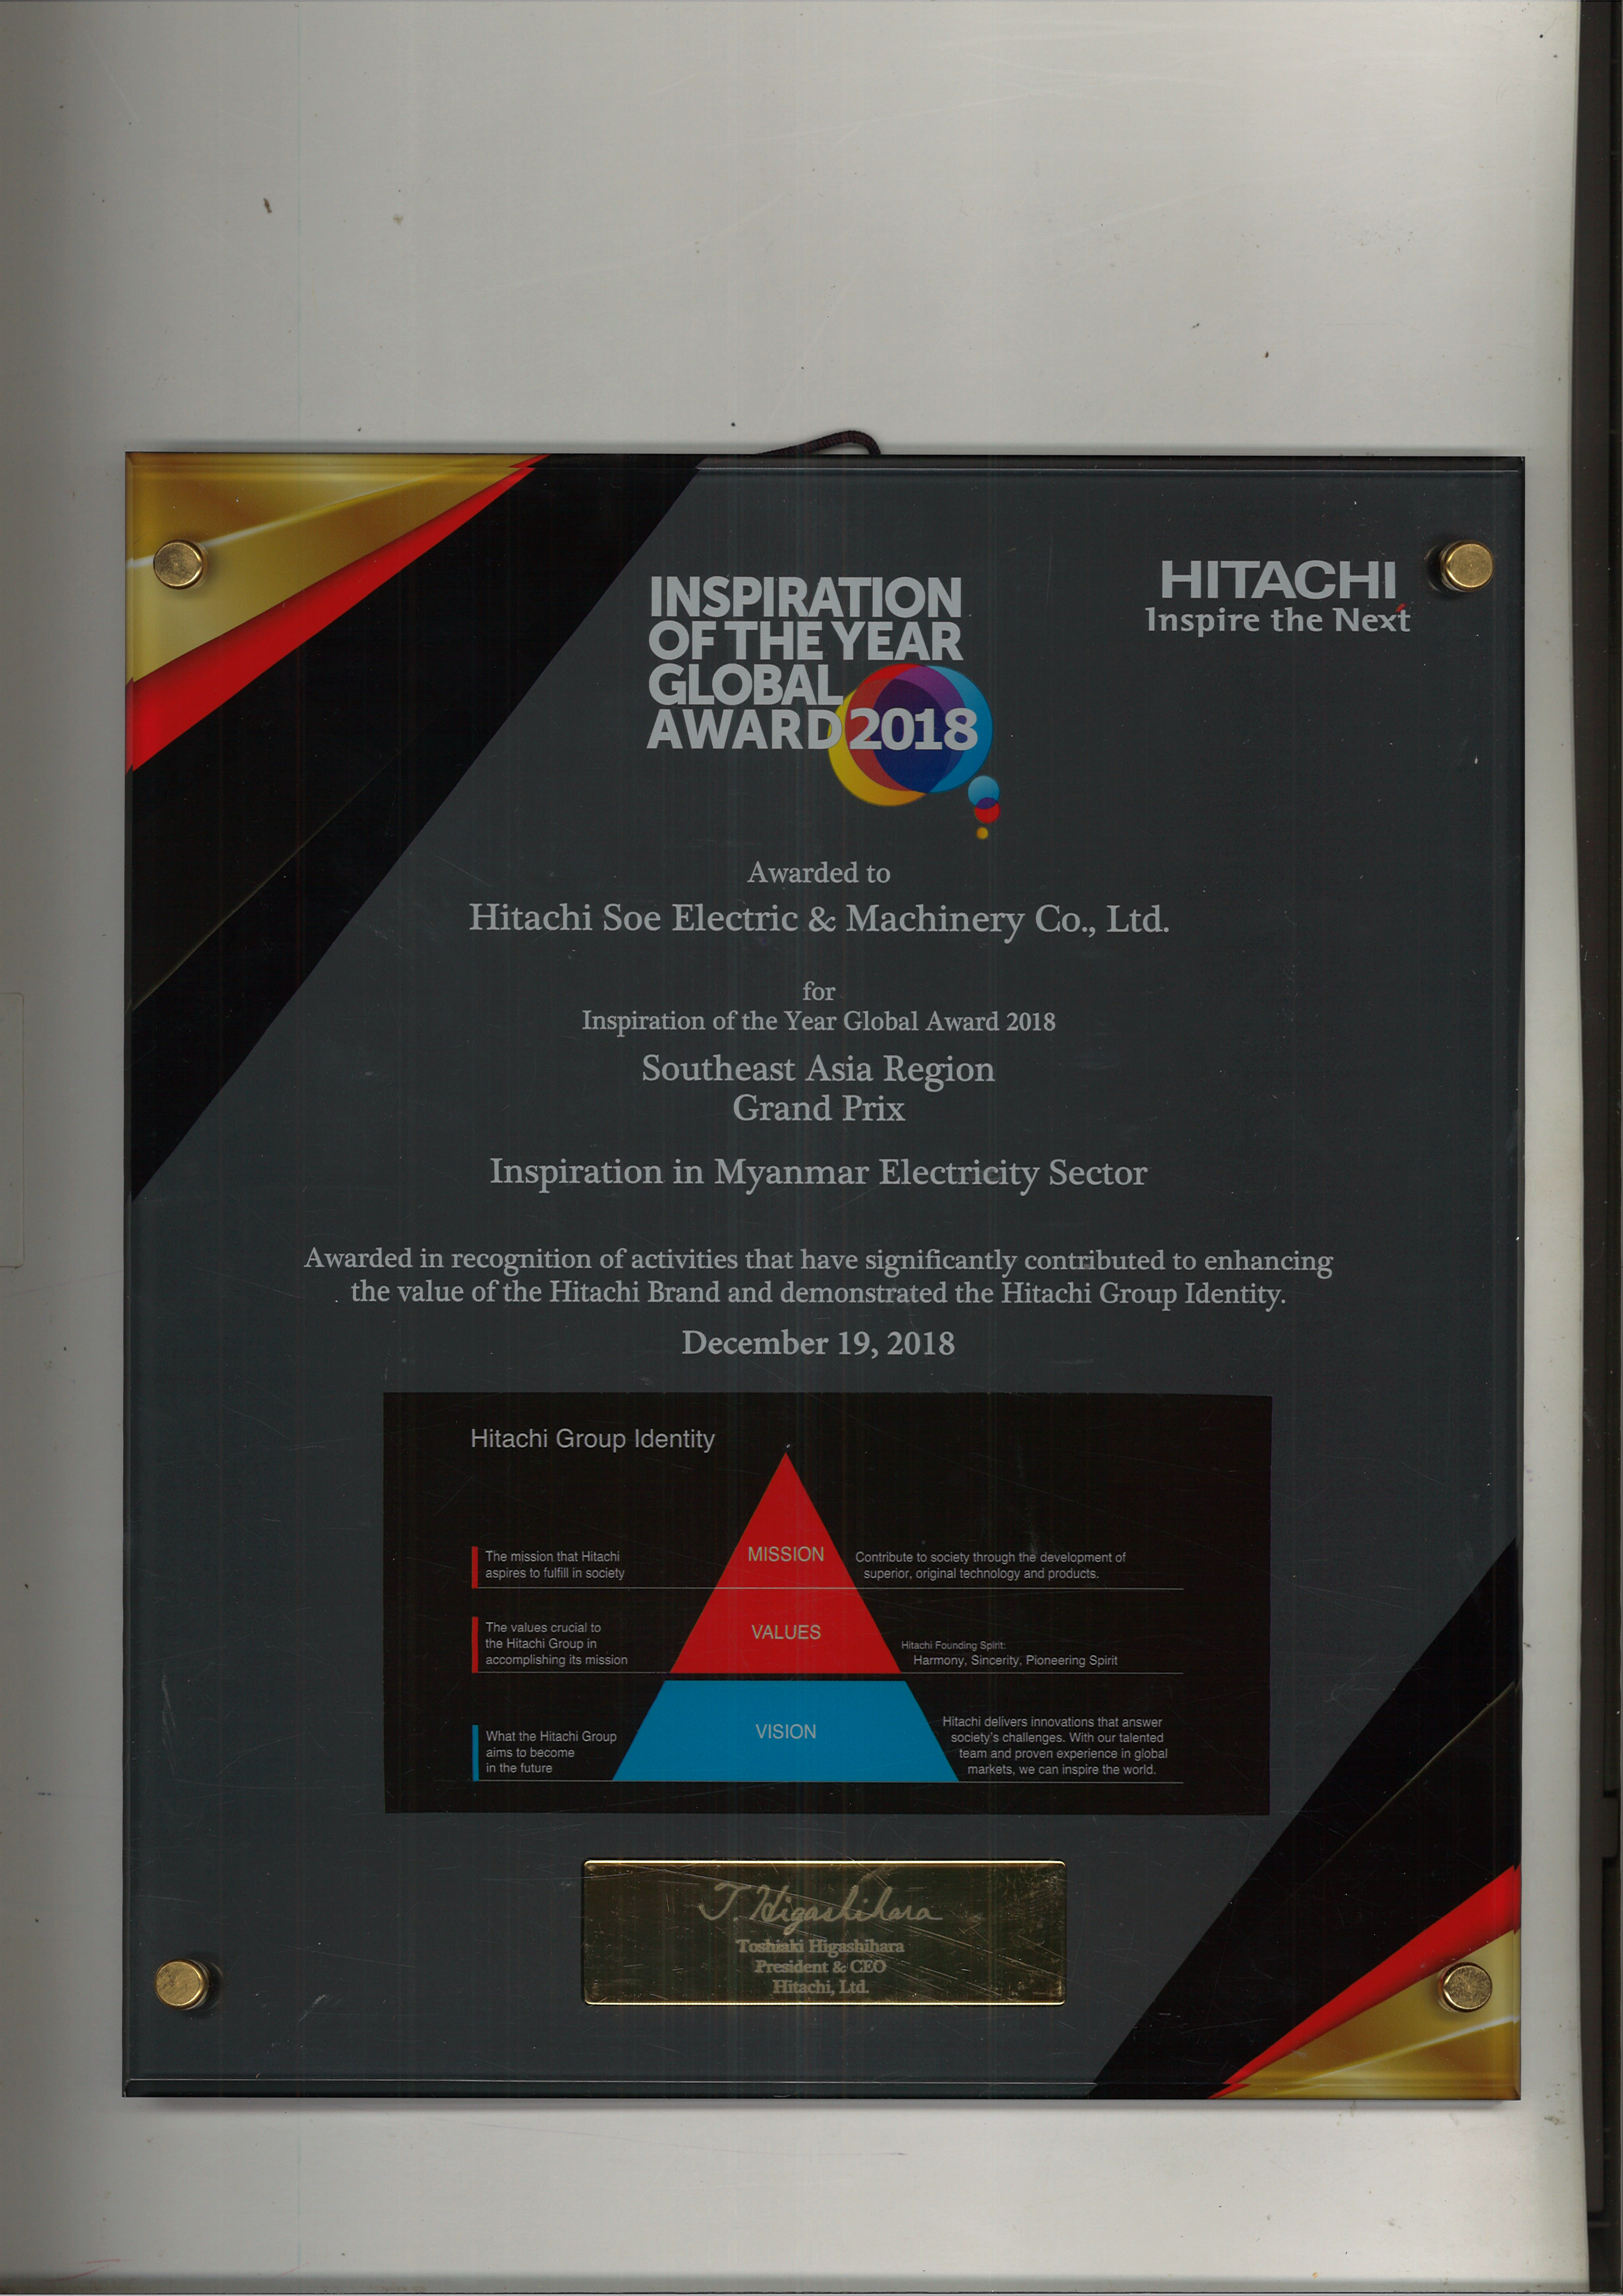 INSPIRATION
OF THE YEAR
GLOBAL
AWARD 2018
HITACHI
Inspire the Next
Awarded to
Hitachi Soe Electric & Machinery Co., Ltd.
for
Inspiration of the Year Global Award 2018
Southeast Asia Region
Grand Prix
Inspiration in Myanmar Electricity Sector
Awarded in recognition of activities that have significantly contributed to enhancing
the value of the Hitachi Brand and demonstrated the Hitachi Group Identity.
December 19, 2018
Hitachi Group Identity
The mission that Hitachi
aspires to fulfill in society
MISSION
Contribute to society through the development of
superior, original technology and products.
The values crucial to
the Hitachi Group in
accomplishing its mission
VALUES
Hitachi Founding Spirit:
Harmony, Sincerity, Pioneering Spirit
What the Hitachi Group
aims to become
in the future
VISION
Hitachi delivers innovations that answer
society's challenges. With our talented
team and proven experience in global
markets, we can inspire the world.
T. Higashihara
Toshiaki Higashihara
President & CEO
Hitachi, Ltd.